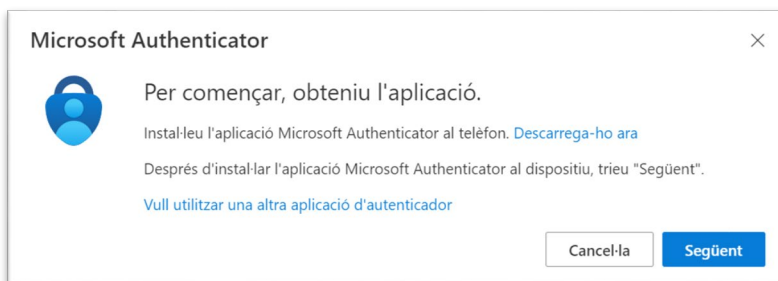 Microsoft Authenticator
Per començar, obteniu l'aplicació.
Instal·leu l'aplicació Microsoft Authenticator al telèfon. Descarrega-ho ara
Després d'instal·lar l'aplicació Microsoft Authenticator al dispositiu, trieu "Següent".
Vull utilitzar una altra aplicació d'autenticador
Cancel·la Següent